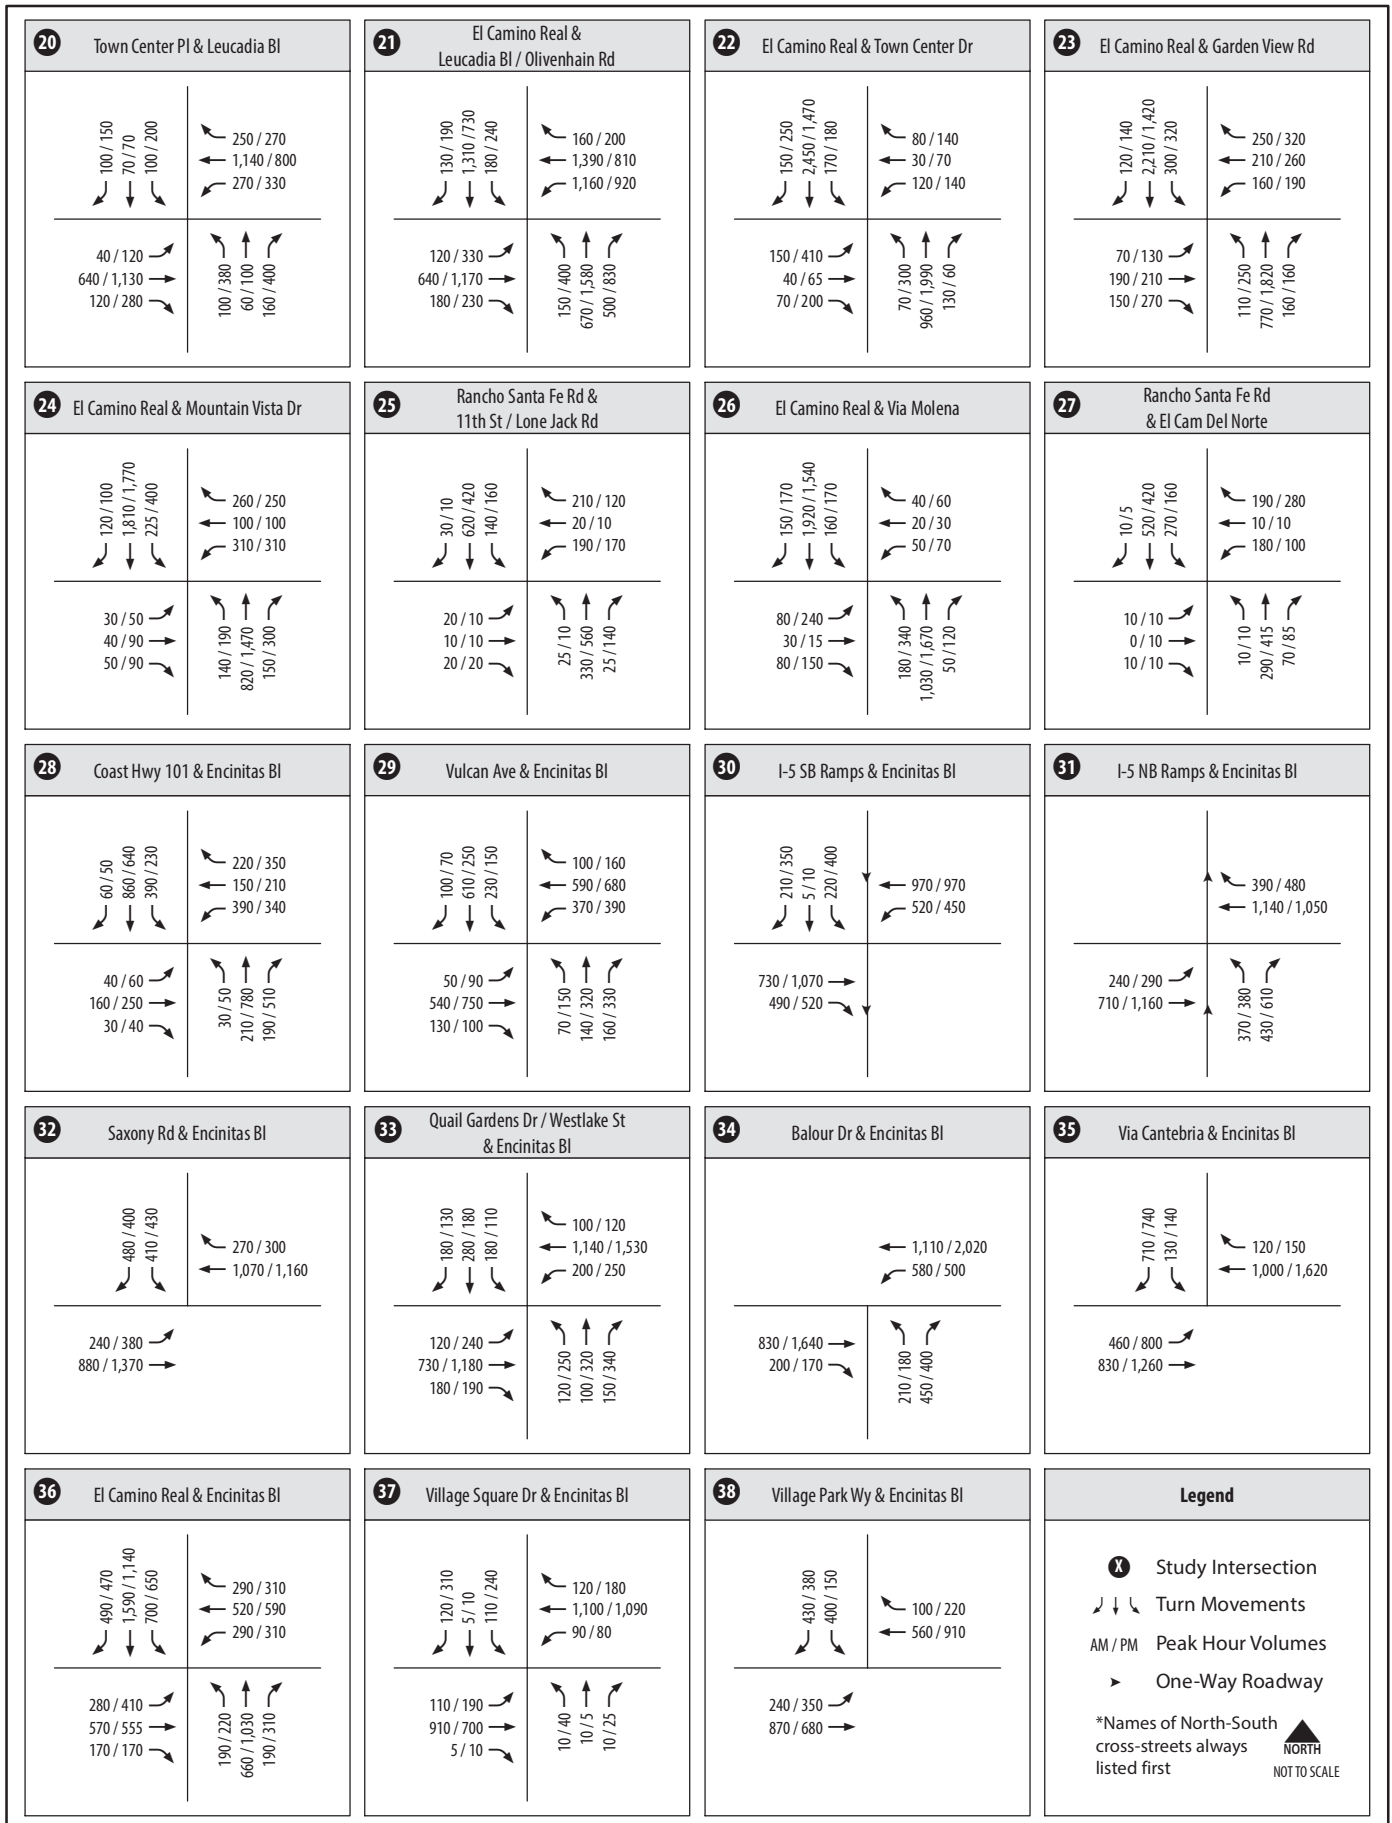 20 Town Center Pl & Leucadia Bl
100 / 150
70 / 70
100 / 200
250 / 270
1,140 / 800
270 / 330
40 / 120
640 / 1,130
120 / 280
100 / 380
60 / 100
160 / 400
21 El Camino Real &
Leucadia Bl / Olivenhain Rd
130 / 190
1,310 / 730
180 / 240
160 / 200
1,390 / 810
1,160 / 920
120 / 330
640 / 1,170
180 / 230
150 / 400
670 / 1,580
500 / 830
22 El Camino Real & Town Center Dr
150 / 250
2,450 / 1,470
170 / 180
80 / 140
30 / 70
120 / 140
150 / 410
40 / 65
70 / 200
70 / 300
960 / 1,990
130 / 60
23 El Camino Real & Garden View Rd
120 / 140
2,210 / 1,420
300 / 320
250 / 320
210 / 260
160 / 190
70 / 130
190 / 210
150 / 270
110 / 250
770 / 1,820
160 / 160
24 El Camino Real & Mountain Vista Dr
120 / 100
1,810 / 1,770
225 / 400
260 / 250
100 / 100
310 / 310
30 / 50
40 / 90
50 / 90
140 / 190
820 / 1,470
150 / 300
25 Rancho Santa Fe Rd &
11th St / Lone Jack Rd
30 / 10
620 / 420
140 / 160
210 / 120
20 / 10
190 / 170
20 / 10
10 / 10
20 / 20
25 / 10
330 / 560
25 / 140
26 El Camino Real & Via Molena
150 / 170
1,920 / 1,540
160 / 170
40 / 60
20 / 30
50 / 70
80 / 240
30 / 15
80 / 150
180 / 340
1,030 / 1,670
50 / 120
27 Rancho Santa Fe Rd
& El Cam Del Norte
10 / 5
520 / 420
270 / 160
190 / 280
10 / 10
180 / 100
10 / 10
0 / 10
10 / 10
10 / 10
290 / 415
70 / 85
28 Coast Hwy 101 & Encinitas Bl
60 / 50
860 / 640
390 / 230
220 / 350
150 / 210
390 / 340
40 / 60
160 / 250
30 / 40
30 / 50
210 / 780
190 / 510
29 Vulcan Ave & Encinitas Bl
100 / 70
610 / 250
230 / 150
100 / 160
590 / 680
370 / 390
50 / 90
540 / 750
130 / 100
70 / 150
140 / 320
160 / 330
30 I-5 SB Ramps & Encinitas Bl
210 / 350
5 / 10
220 / 400
970 / 970
520 / 450
730 / 1,070
490 / 520
31 I-5 NB Ramps & Encinitas Bl
390 / 480
1,140 / 1,050
240 / 290
710 / 1,160
370 / 380
430 / 610
32 Saxony Rd & Encinitas Bl
480 / 400
410 / 430
270 / 300
1,070 / 1,160
240 / 380
880 / 1,370
33 Quail Gardens Dr / Westlake St
& Encinitas Bl
180 / 130
280 / 180
180 / 110
100 / 120
1,140 / 1,530
200 / 250
120 / 240
730 / 1,180
180 / 190
120 / 250
100 / 320
150 / 340
34 Balour Dr & Encinitas Bl
1,110 / 2,020
580 / 500
830 / 1,640
200 / 170
210 / 180
450 / 400
35 Via Cantebria & Encinitas Bl
710 / 740
130 / 140
120 / 150
1,000 / 1,620
460 / 800
830 / 1,260
36 El Camino Real & Encinitas Bl
490 / 470
1,590 / 1,140
700 / 650
290 / 310
520 / 590
290 / 310
280 / 410
570 / 555
170 / 170
190 / 220
660 / 1,030
190 / 310
37 Village Square Dr & Encinitas Bl
120 / 310
5 / 10
110 / 240
120 / 180
1,100 / 1,090
90 / 80
110 / 190
910 / 700
5 / 10
10 / 40
10 / 5
10 / 25
38 Village Park Wy & Encinitas Bl
430 / 380
400 / 150
100 / 220
560 / 910
240 / 350
870 / 680
Legend
X Study Intersection
Turn Movements
AM / PM Peak Hour Volumes
One-Way Roadway
*Names of North-South
cross-streets always
listed first
NORTH
NOT TO SCALE